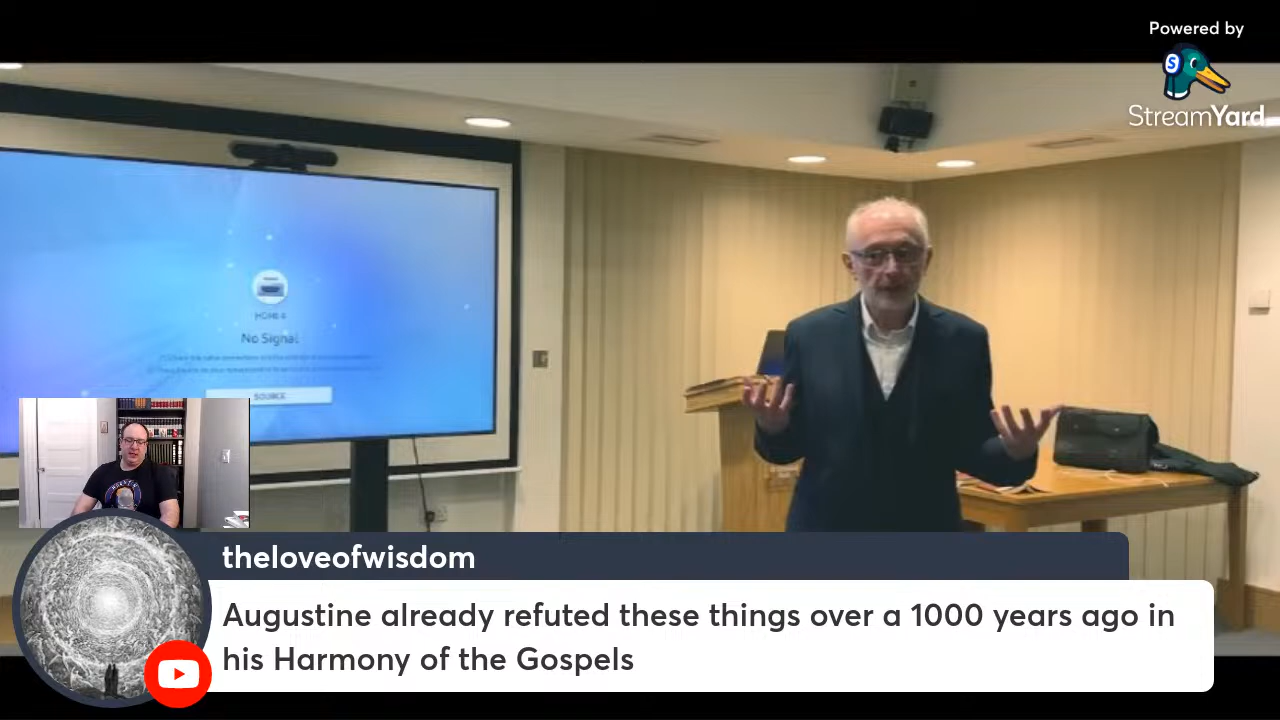 Powered by
StreamYard
No Signal
SOURCE
theloveofwisdom
Augustine already refuted these things over a 1000 years ago in
his Harmony of the Gospels